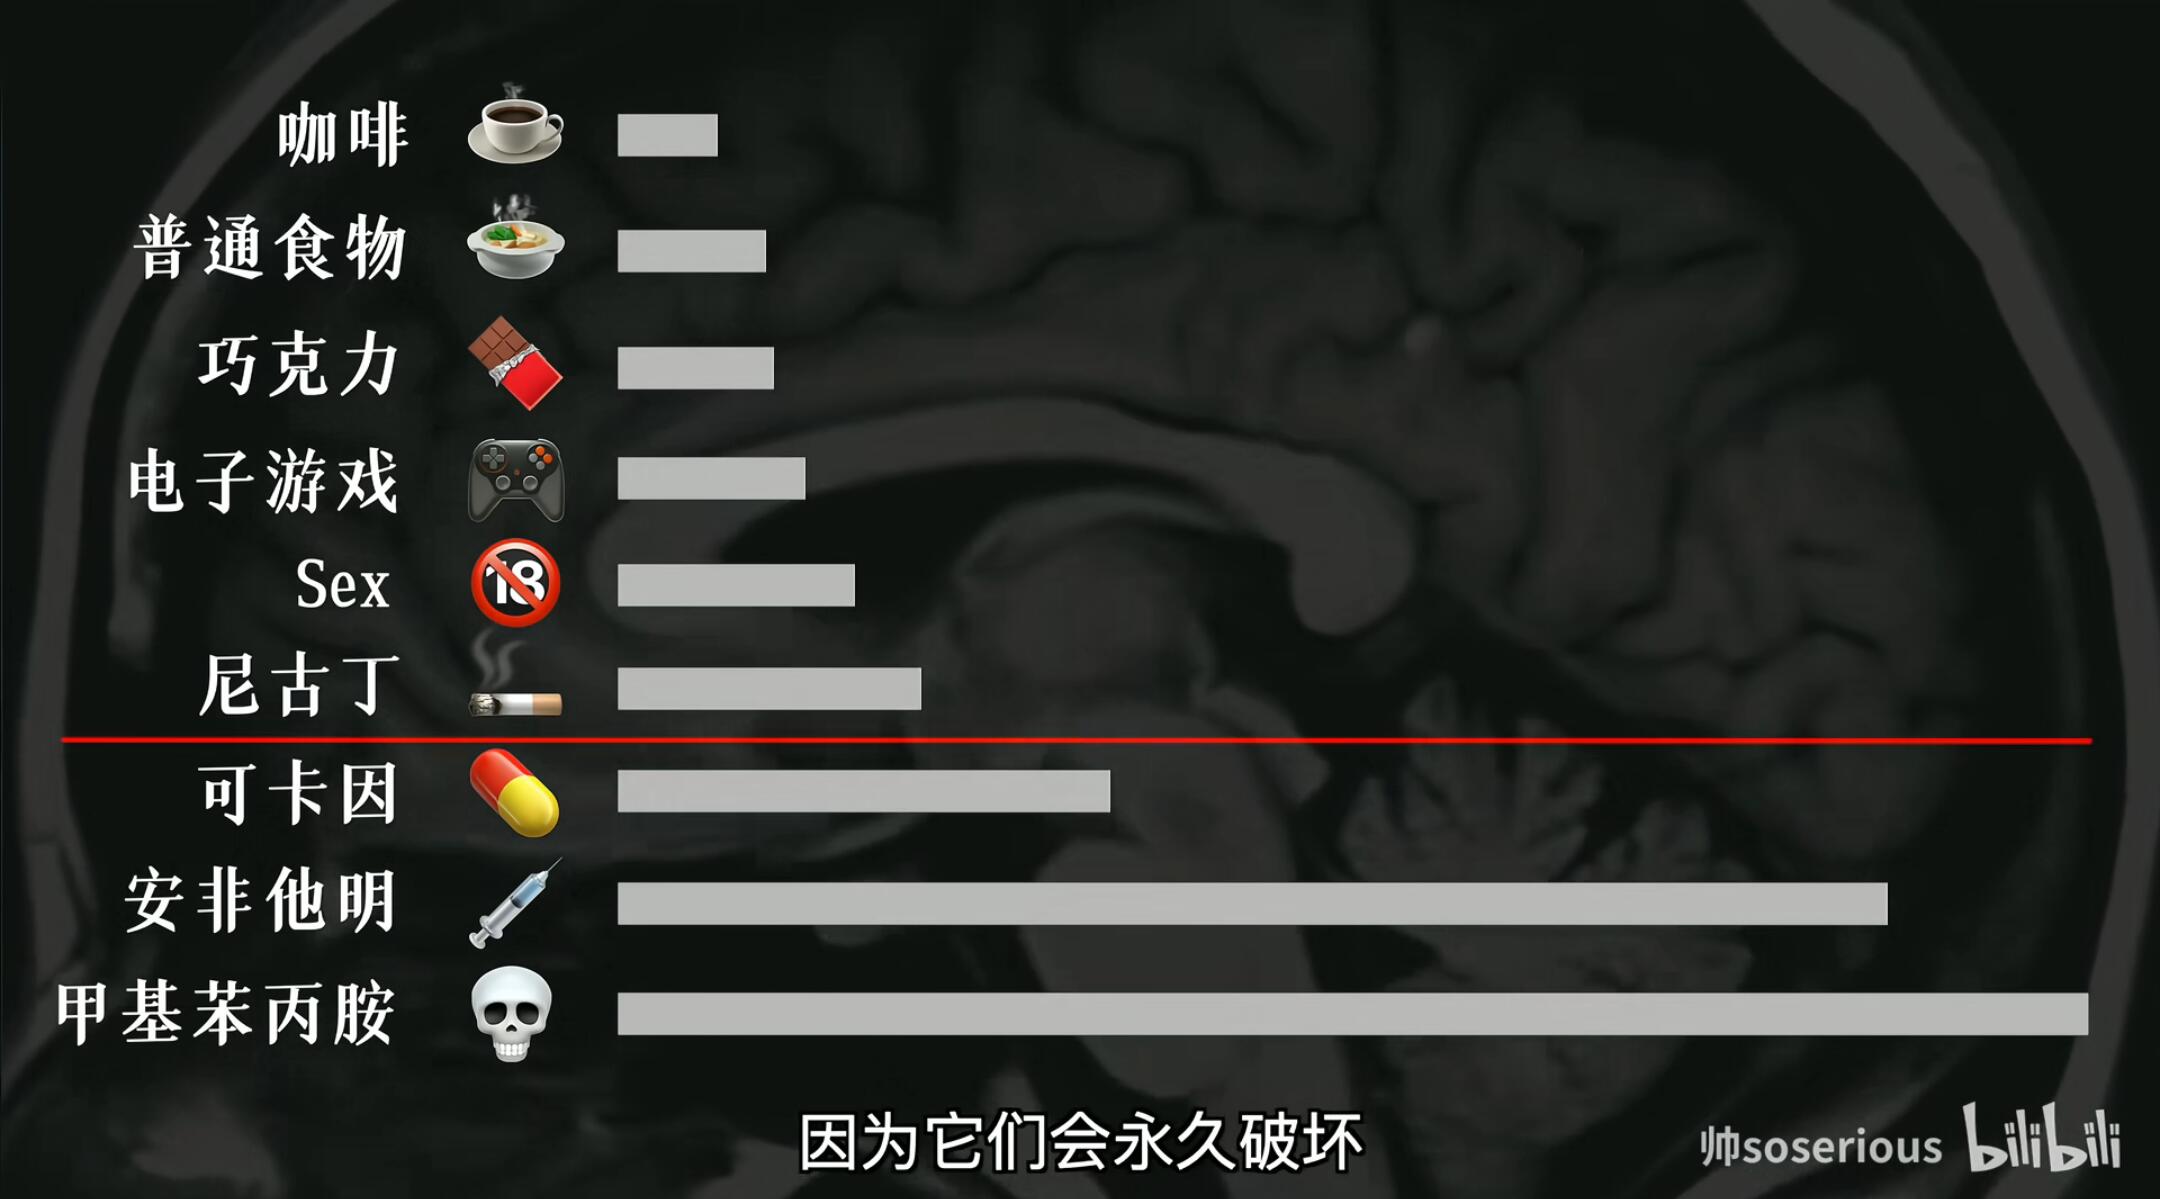 咖啡
普通食物
巧克力
电子游戏
Sex
18
尼古丁
可卡因
安非他明
甲基苯丙胺
因为它们会永久破坏
帅soserious bilibili